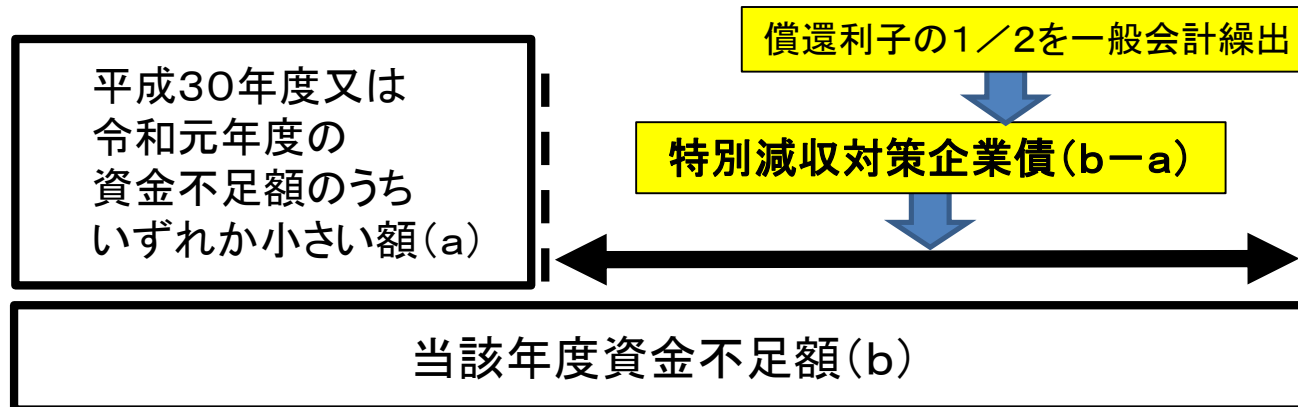 償還利子の１／２を一般会計繰出
平成３０年度又は
令和元年度の
資金不足額のうち
いずれか小さい額（ａ）
特別減収対策企業債（ｂ－ａ）
当該年度資金不足額（ｂ）